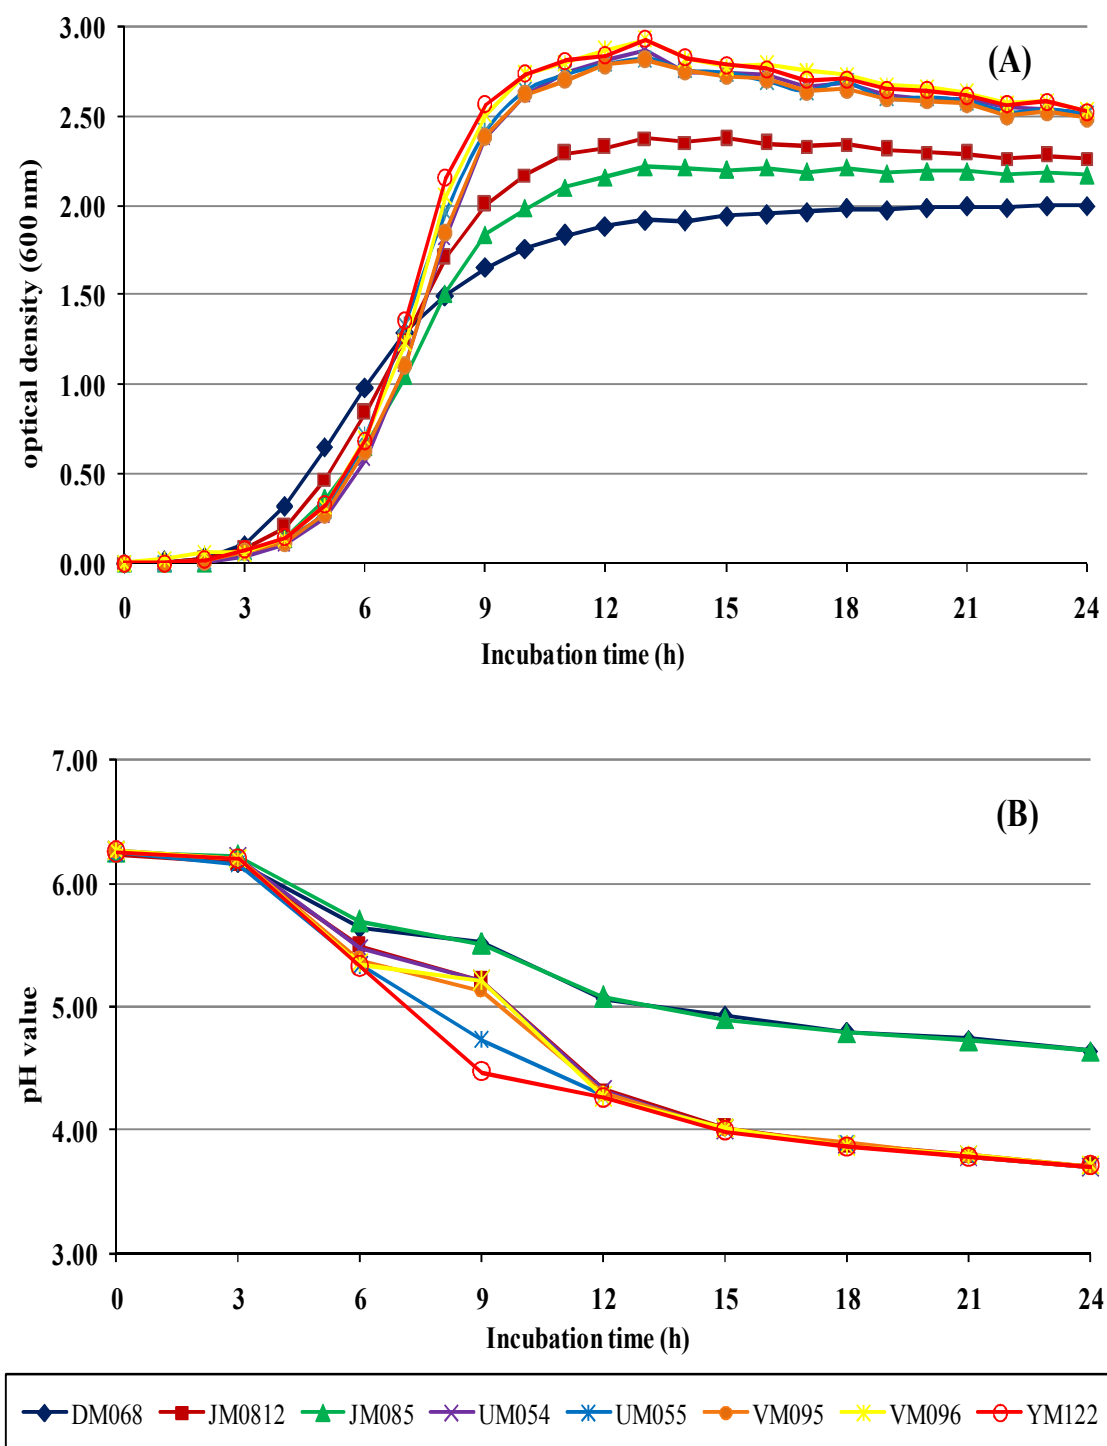 3.00
(A)
2.50
2.00
1.50
1.00
0.50
0.00
optical density (600 nm)
0 3 6 9 12 15 18 21 24
Incubation time (h)
7.00
(B)
6.00
5.00
4.00
3.00
pH value
0 3 6 9 12 15 18 21 24
Incubation time (h)
DM068 JM0812 JM085 UM054 UM055 VM095 VM096 YM122